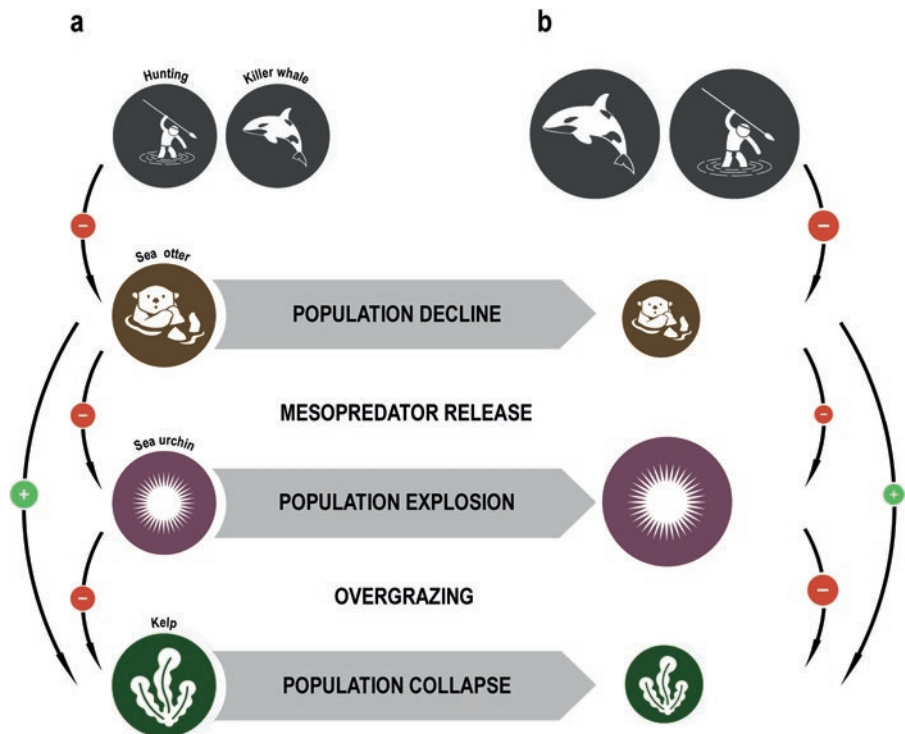 a
b
Hunting
Killer whale
−
−
Sea otter
POPULATION DECLINE
MESOPREDATOR RELEASE
−
−
Sea urchin
+
POPULATION EXPLOSION
+
OVERGRAZING
−
−
Kelp
POPULATION COLLAPSE